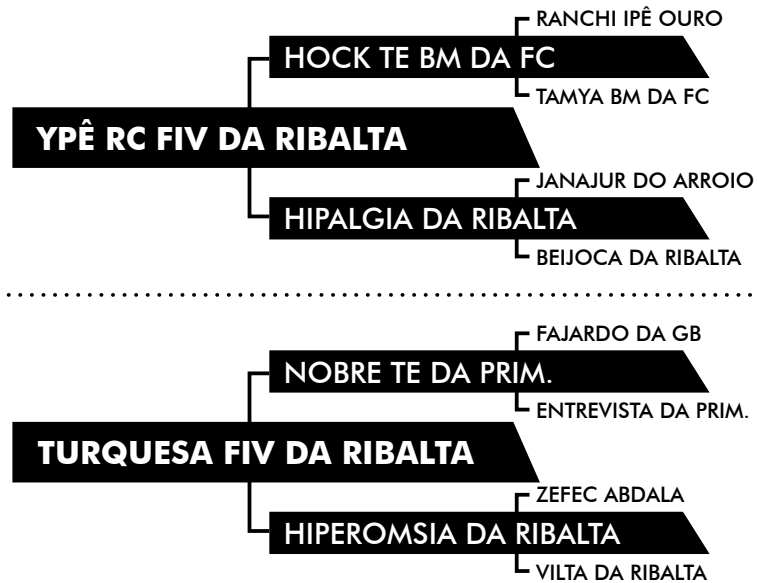 RANCHI IPÊ OURO
HOCK TE BM DA FC
TAMYA BM DA FC
YPÊ RC FIV DA RIBALTA
JANAJUR DO ARROIO
HIPALGIA DA RIBALTA
BEIJOCA DA RIBALTA
FAJARDO DA GB
NOBRE TE DA PRIM.
ENTREVISTA DA PRIM.
TURQUESA FIV DA RIBALTA
ZEFEC ABDALA
HIPEROMSIA DA RIBALTA
VILTA DA RIBALTA